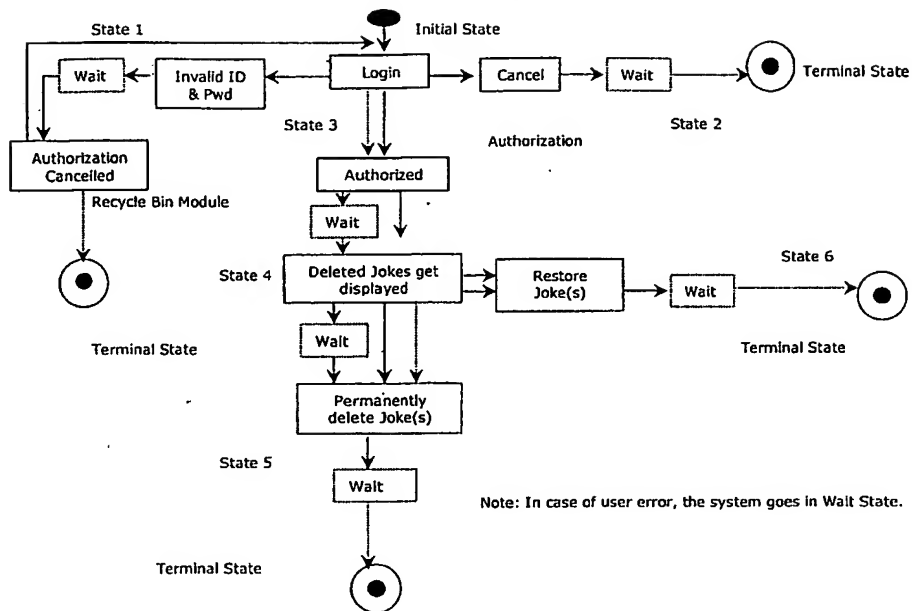 State 1
Initial State
Wait
Invalid ID
& Pwd
Login
Cancel
Wait
Terminal State
State 3
Authorization
State 2
Authorization
Cancelled
Authorized
Recycle Bin Module
Wait
State 4
Deleted Jokes get
displayed
Restore
Joke(s)
Wait
State 6
Wait
Terminal State
Terminal State
Permanently
delete Joke(s)
State 5
Wait
Note: In case of user error, the system goes in Wait State.
Terminal State